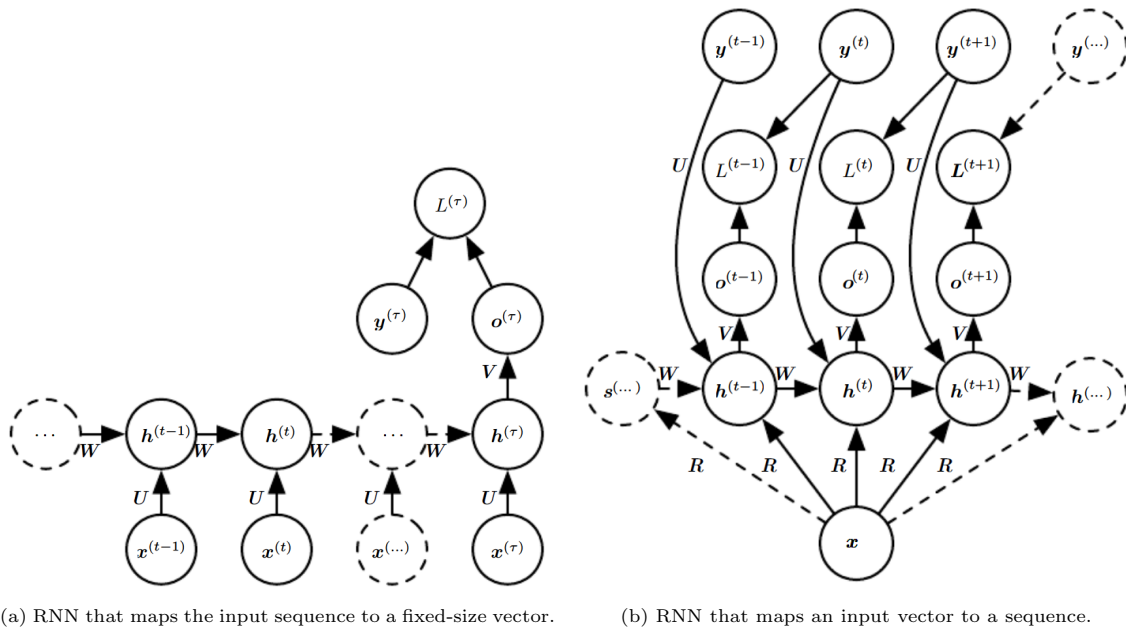 y^(t−1) y^(t) y^(t+1) y^(...)
U L^(t−1) U L^(t) U L^(t+1)
L^(τ)
o^(t−1) o^(t) o^(t+1)
y^(τ) o^(τ)
V V V
V
W W W W
s^(...) h^(t−1) h^(t) h^(t+1) h^(...)
... h^(t−1) h^(t) ... h^(τ)
W W W W
R R R R R
U U U U
x^(t−1) x^(t) x^(...) x^(τ) x
(a) RNN that maps the input sequence to a fixed-size vector. (b) RNN that maps an input vector to a sequence.